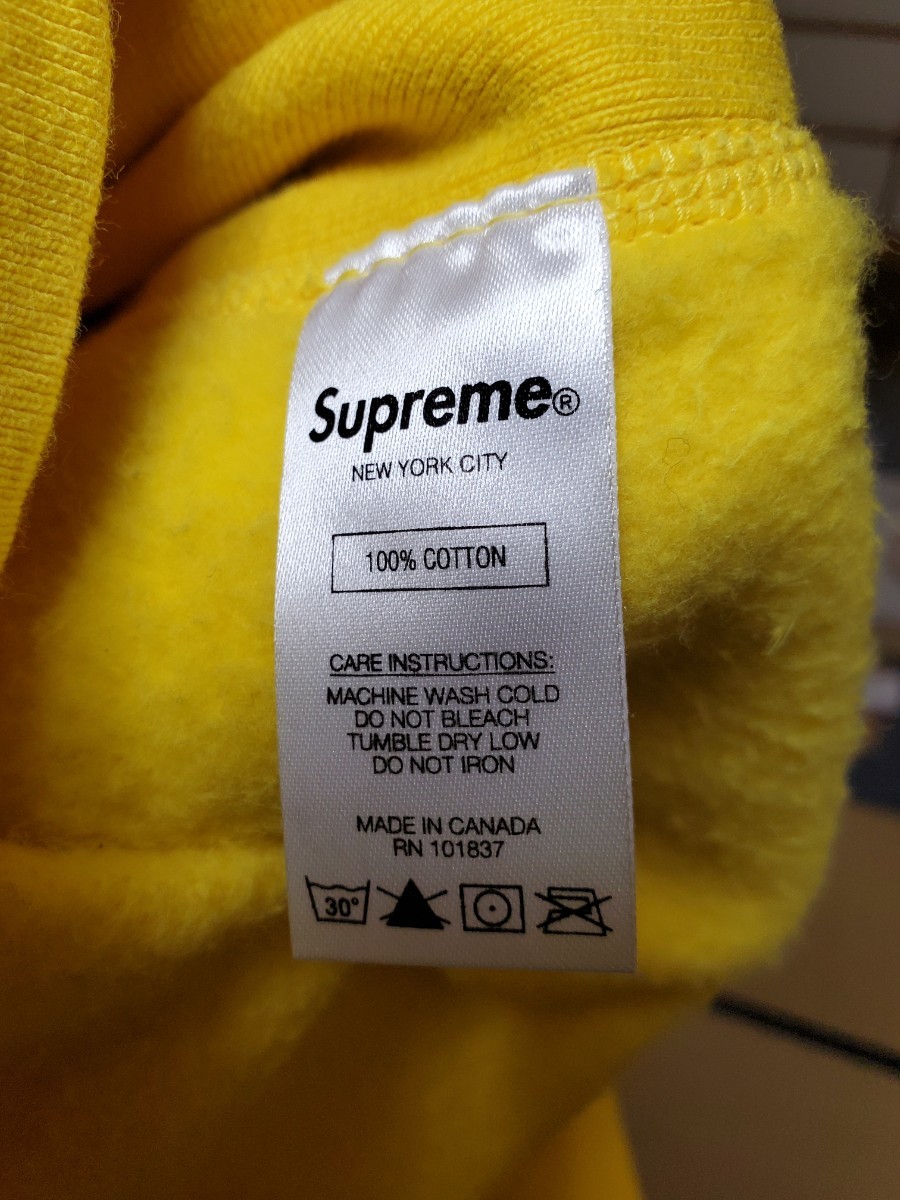 Supreme®
NEW YORK CITY
100% COTTON
CARE INSTRUCTIONS:
MACHINE WASH COLD
DO NOT BLEACH
TUMBLE DRY LOW
DO NOT IRON
MADE IN CANADA
RN 101837
30°